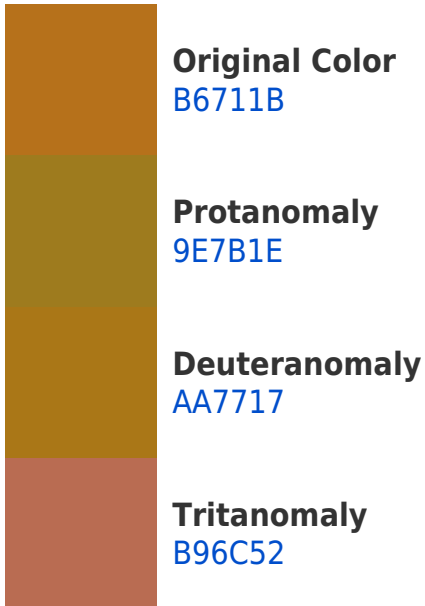 Original Color
B6711B
Protanomaly
9E7B1E
Deuteranomaly
AA7717
Tritanomaly
B96C52